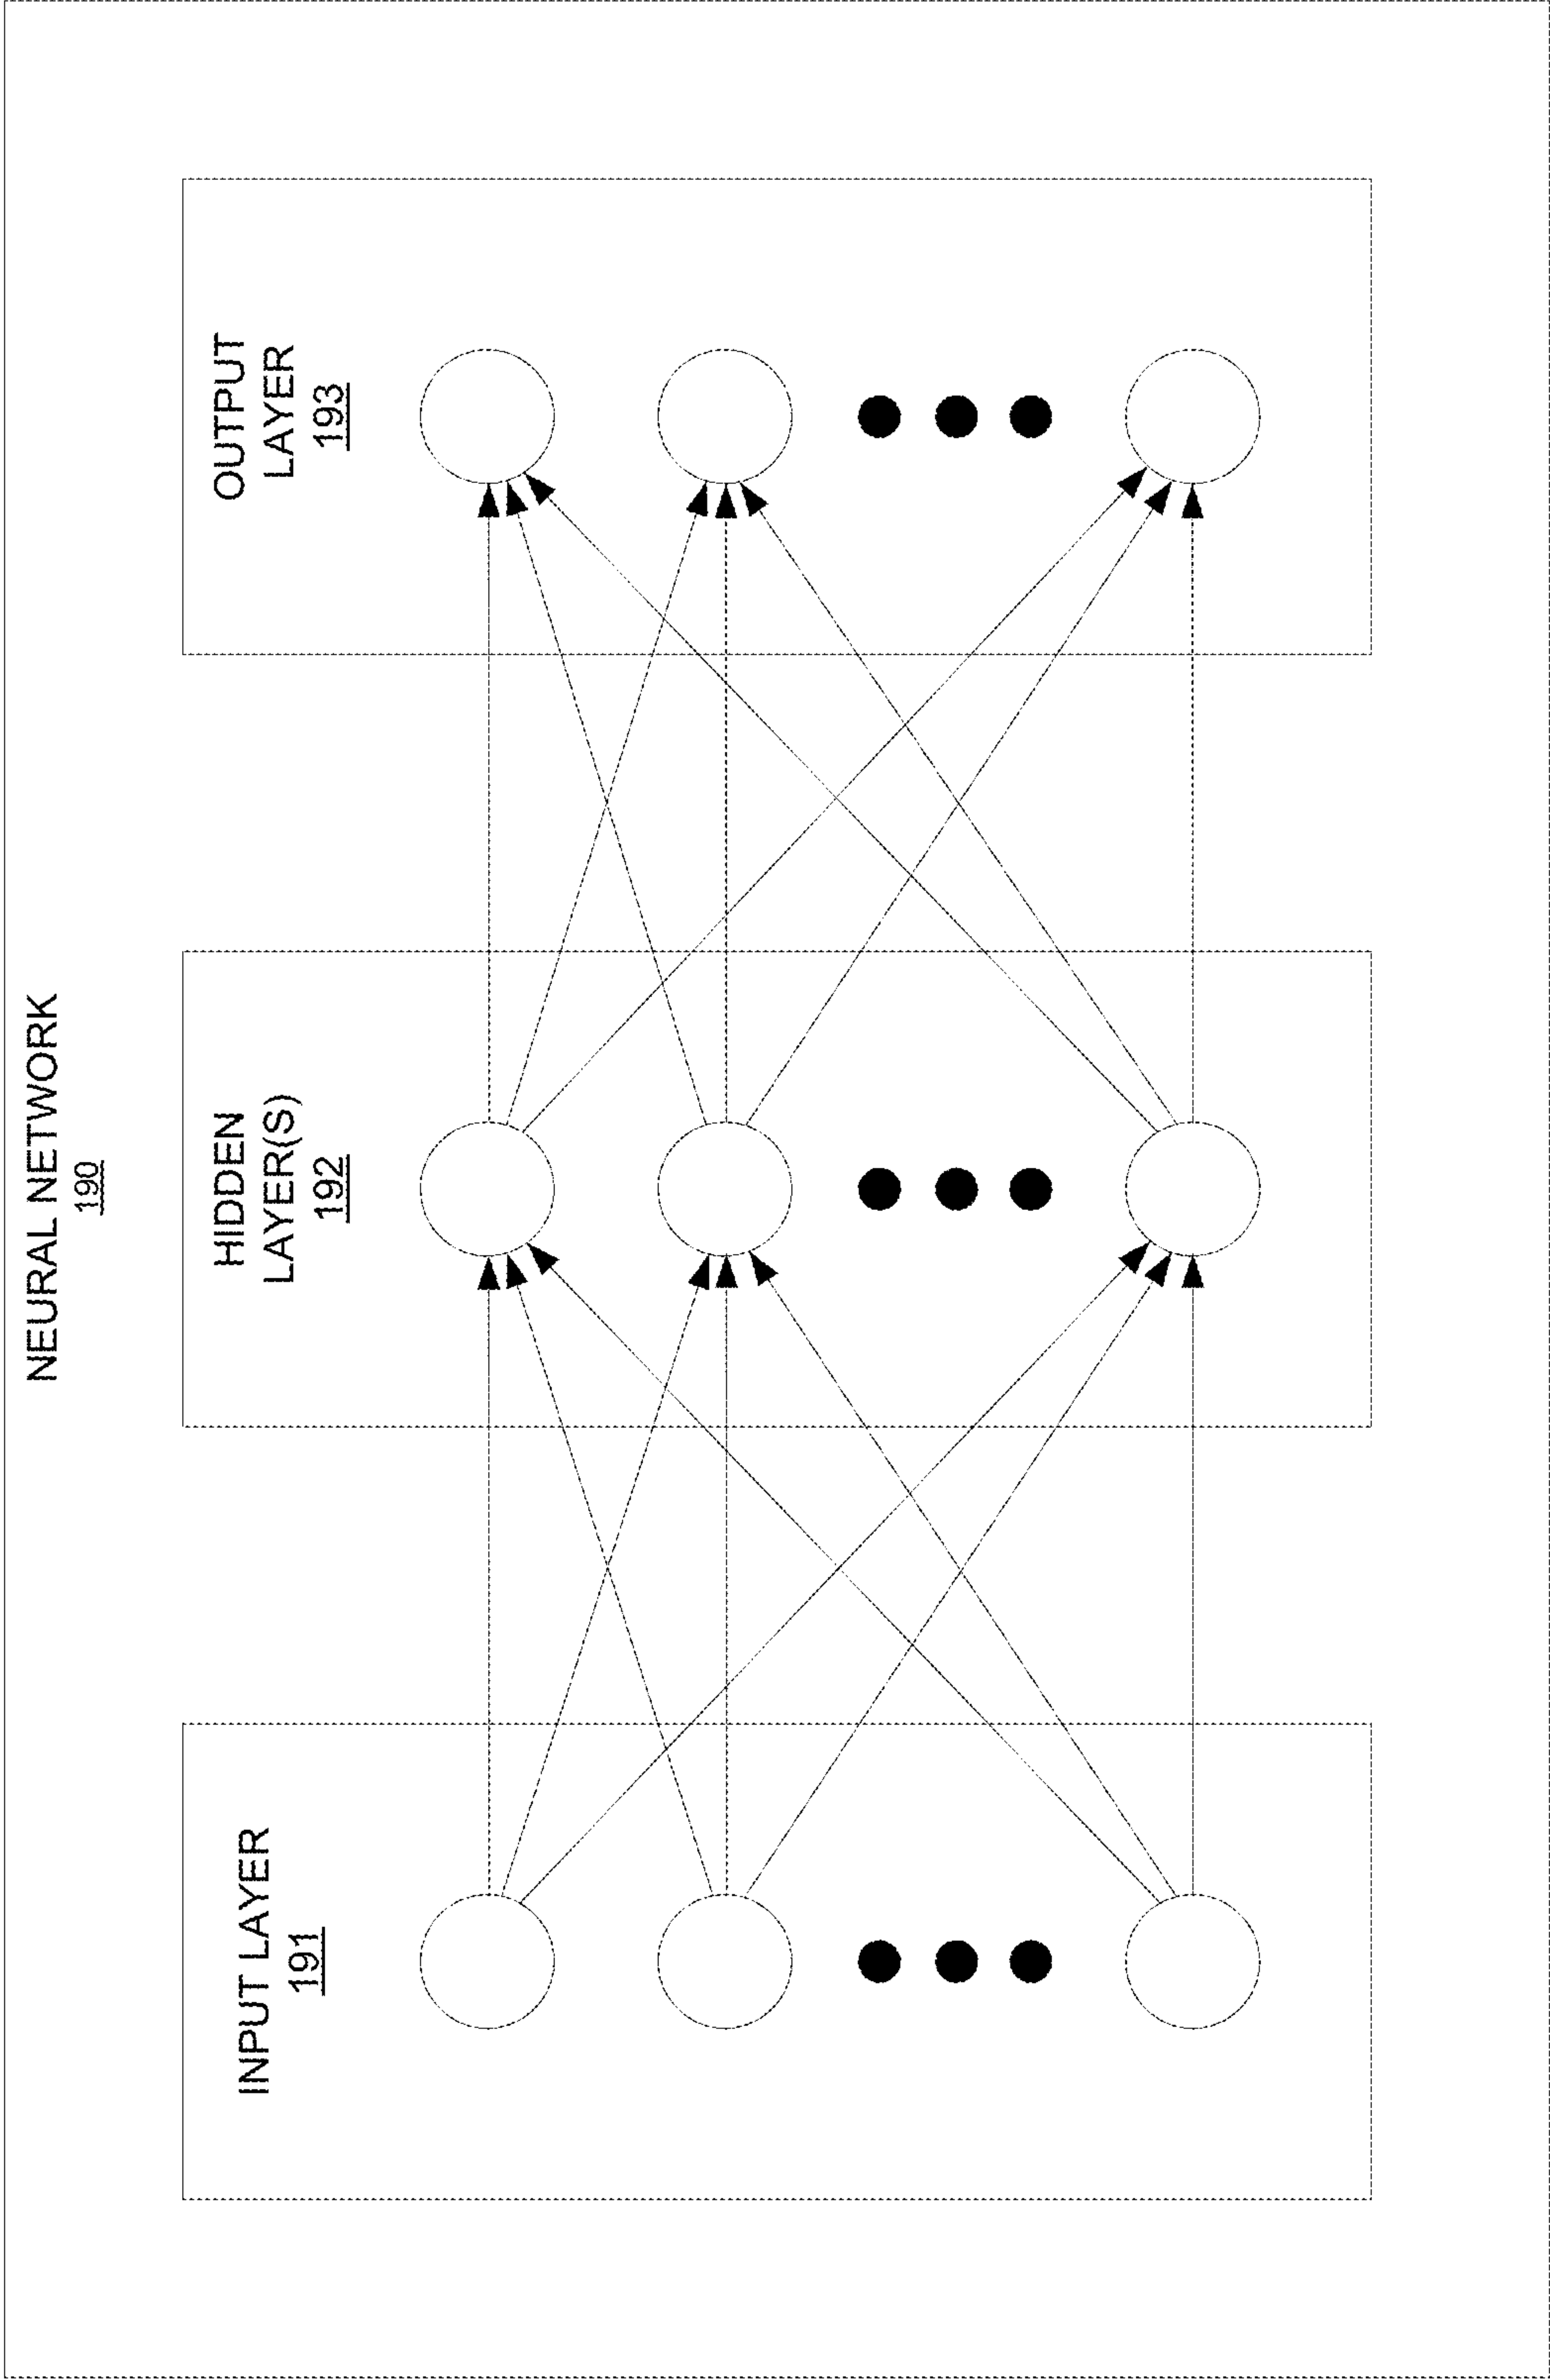 NEURAL NETWORK
190
INPUT LAYER
191
HIDDEN
LAYER(S)
192
OUTPUT
LAYER
193